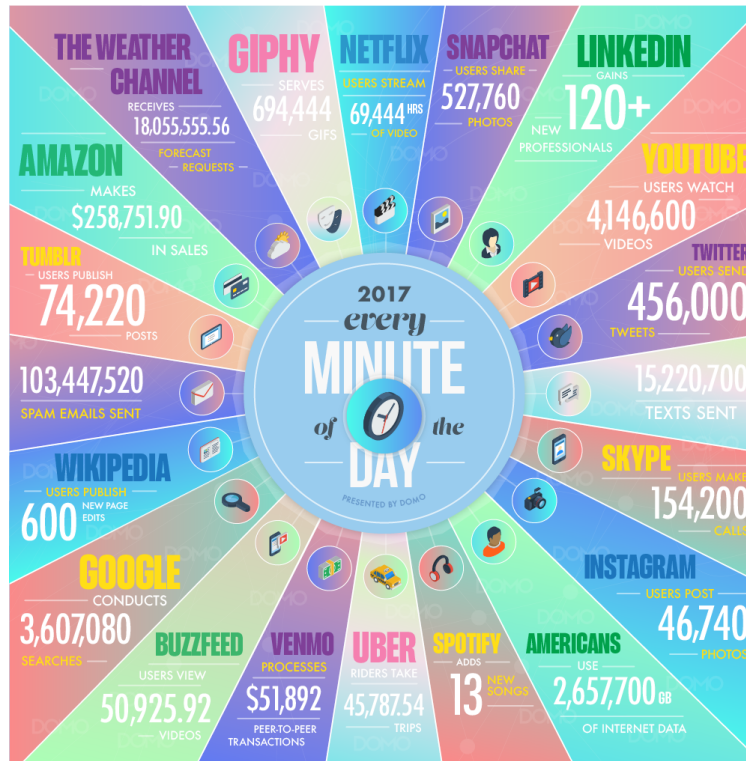 2017
every
MINUTE
of the
DAY
PRESENTED BY DOMO
THE WEATHER
CHANNEL
RECEIVES
18,055,555.56
FORECAST
REQUESTS
GIPHY
SERVES
694,444
GIFS
NETFLIX
USERS STREAM
69,444 HRS
OF VIDEO
SNAPCHAT
USERS SHARE
527,760
PHOTOS
LINKEDIN
GAINS
120+
NEW
PROFESSIONALS
YOUTUBE
USERS WATCH
4,146,600
VIDEOS
TWITTER
USERS SEND
456,000
TWEETS
15,220,700
TEXTS SENT
SKYPE
USERS MAKE
154,200
CALLS
INSTAGRAM
USERS POST
46,740
PHOTOS
AMERICANS
USE
2,657,700 GB
OF INTERNET DATA
SPOTIFY
ADDS
13 NEW
SONGS
UBER
RIDERS TAKE
45,787.54
TRIPS
VENMO
PROCESSES
$51,892
PEER-TO-PEER
TRANSACTIONS
BUZZFEED
USERS VIEW
50,925.92
VIDEOS
GOOGLE
CONDUCTS
3,607,080
SEARCHES
WIKIPEDIA
USERS PUBLISH
600 NEW PAGE
EDITS
103,447,520
SPAM EMAILS SENT
TUMBLR
USERS PUBLISH
74,220
POSTS
AMAZON
MAKES
$258,751.90
IN SALES
DOMO